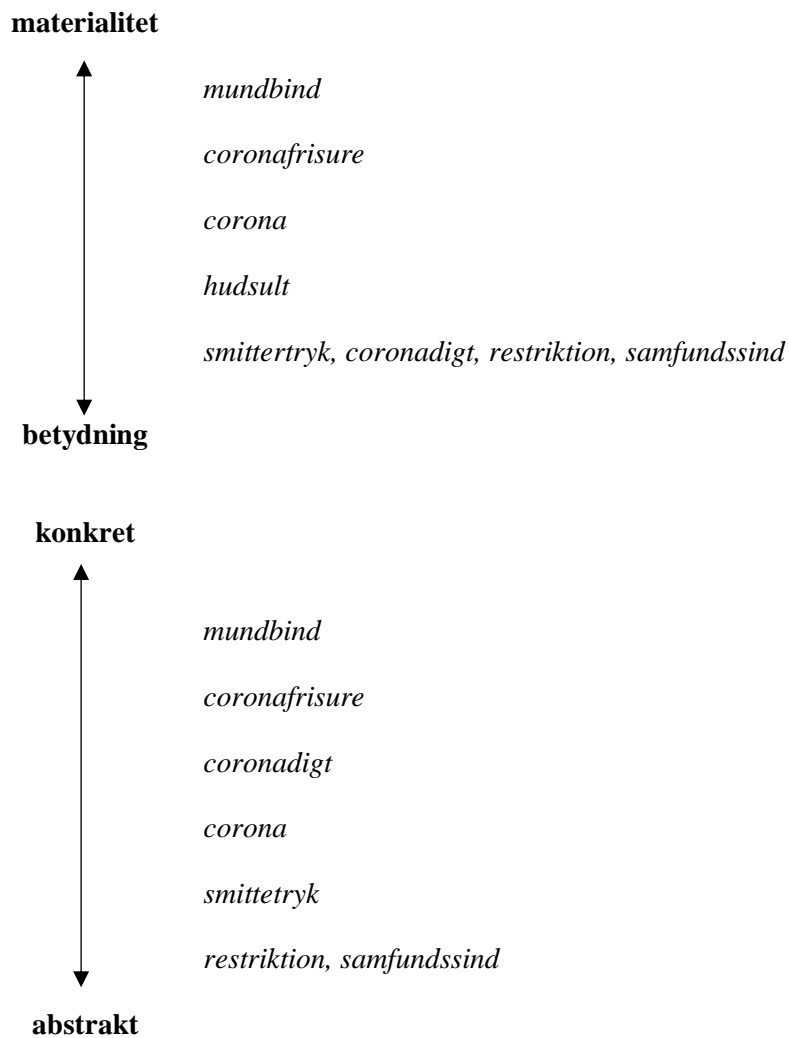 materialitet
mundbind
coronafrisure
corona
hudsult
smittertryk, coronadigt, restriktion, samfundssind
betydning
konkret
mundbind
coronafrisure
coronadigt
corona
smittetryk
restriktion, samfundssind
abstrakt